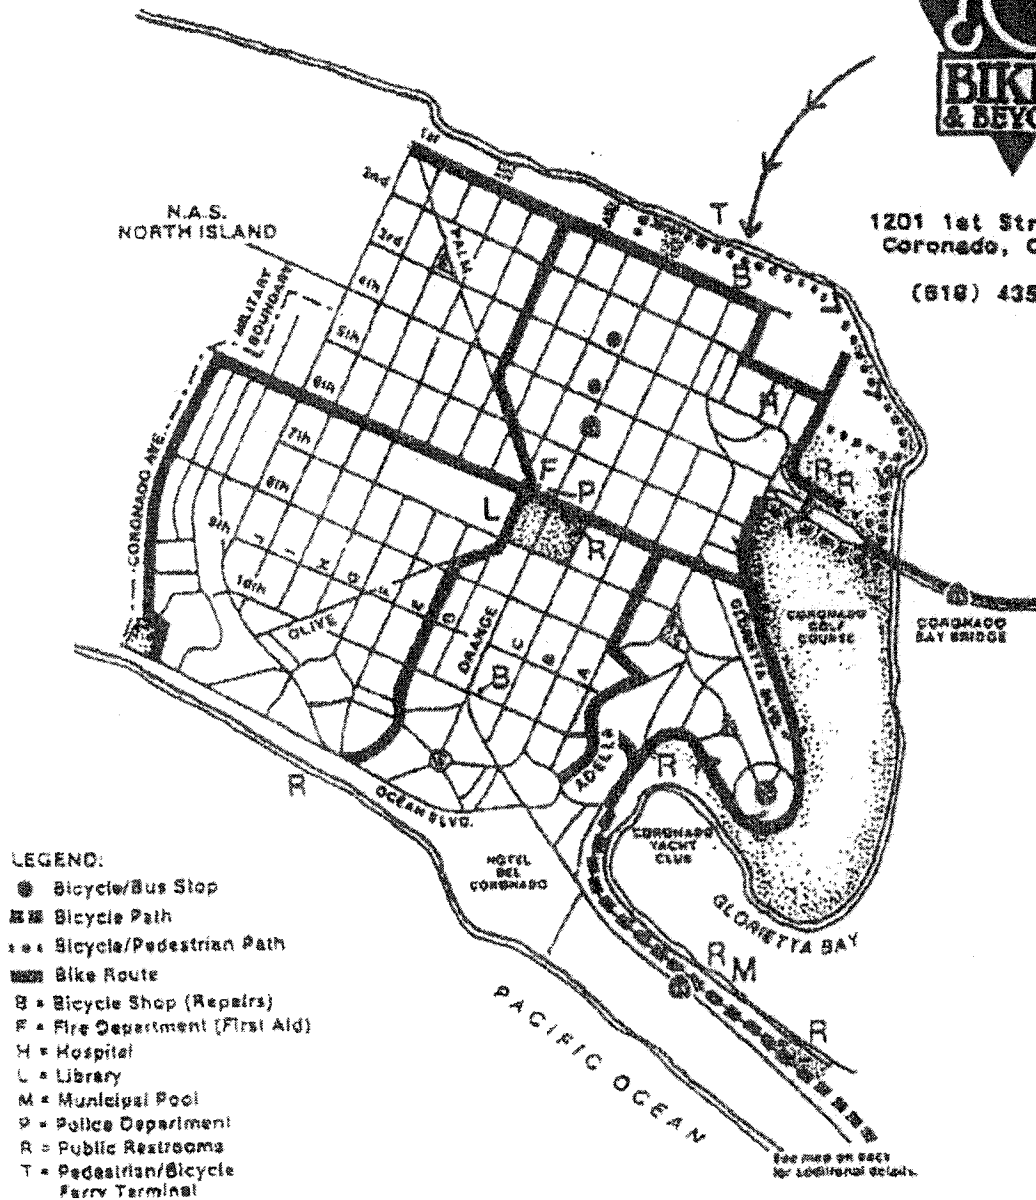 BIK
& BEYO
1201 1st Str
Coronado, C
(619) 435
N.A.S.
NORTH ISLAND
MILITARY
BOUNDARY
1st
2nd
3rd
4th
5th
6th
7th
8th
9th
10th
PALM
T
B
H
F
P
L
R
R
R
CORONADO AVE.
J
I
H
G
F
E
D
C
B
A
OLIVE
ORANGE
B
GLORIETTA BLVD.
CORONADO
GOLF
COURSE
CORONADO
BAY BRIDGE
ADELLA
R
R
OCEAN BLVD.
CORONADO
YACHT
CLUB
HOTEL
DEL
CORONADO
GLORIETTA BAY
R M
R
PACIFIC OCEAN
LEGEND:
Bicycle/Bus Stop
Bicycle Path
Bicycle/Pedestrian Path
Bike Route
B = Bicycle Shop (Repairs)
F = Fire Department (First Aid)
H = Hospital
L = Library
M = Municipal Pool
P = Police Department
R = Public Restrooms
T = Pedestrian/Bicycle
Ferry Terminal
See map on back
for additional details.